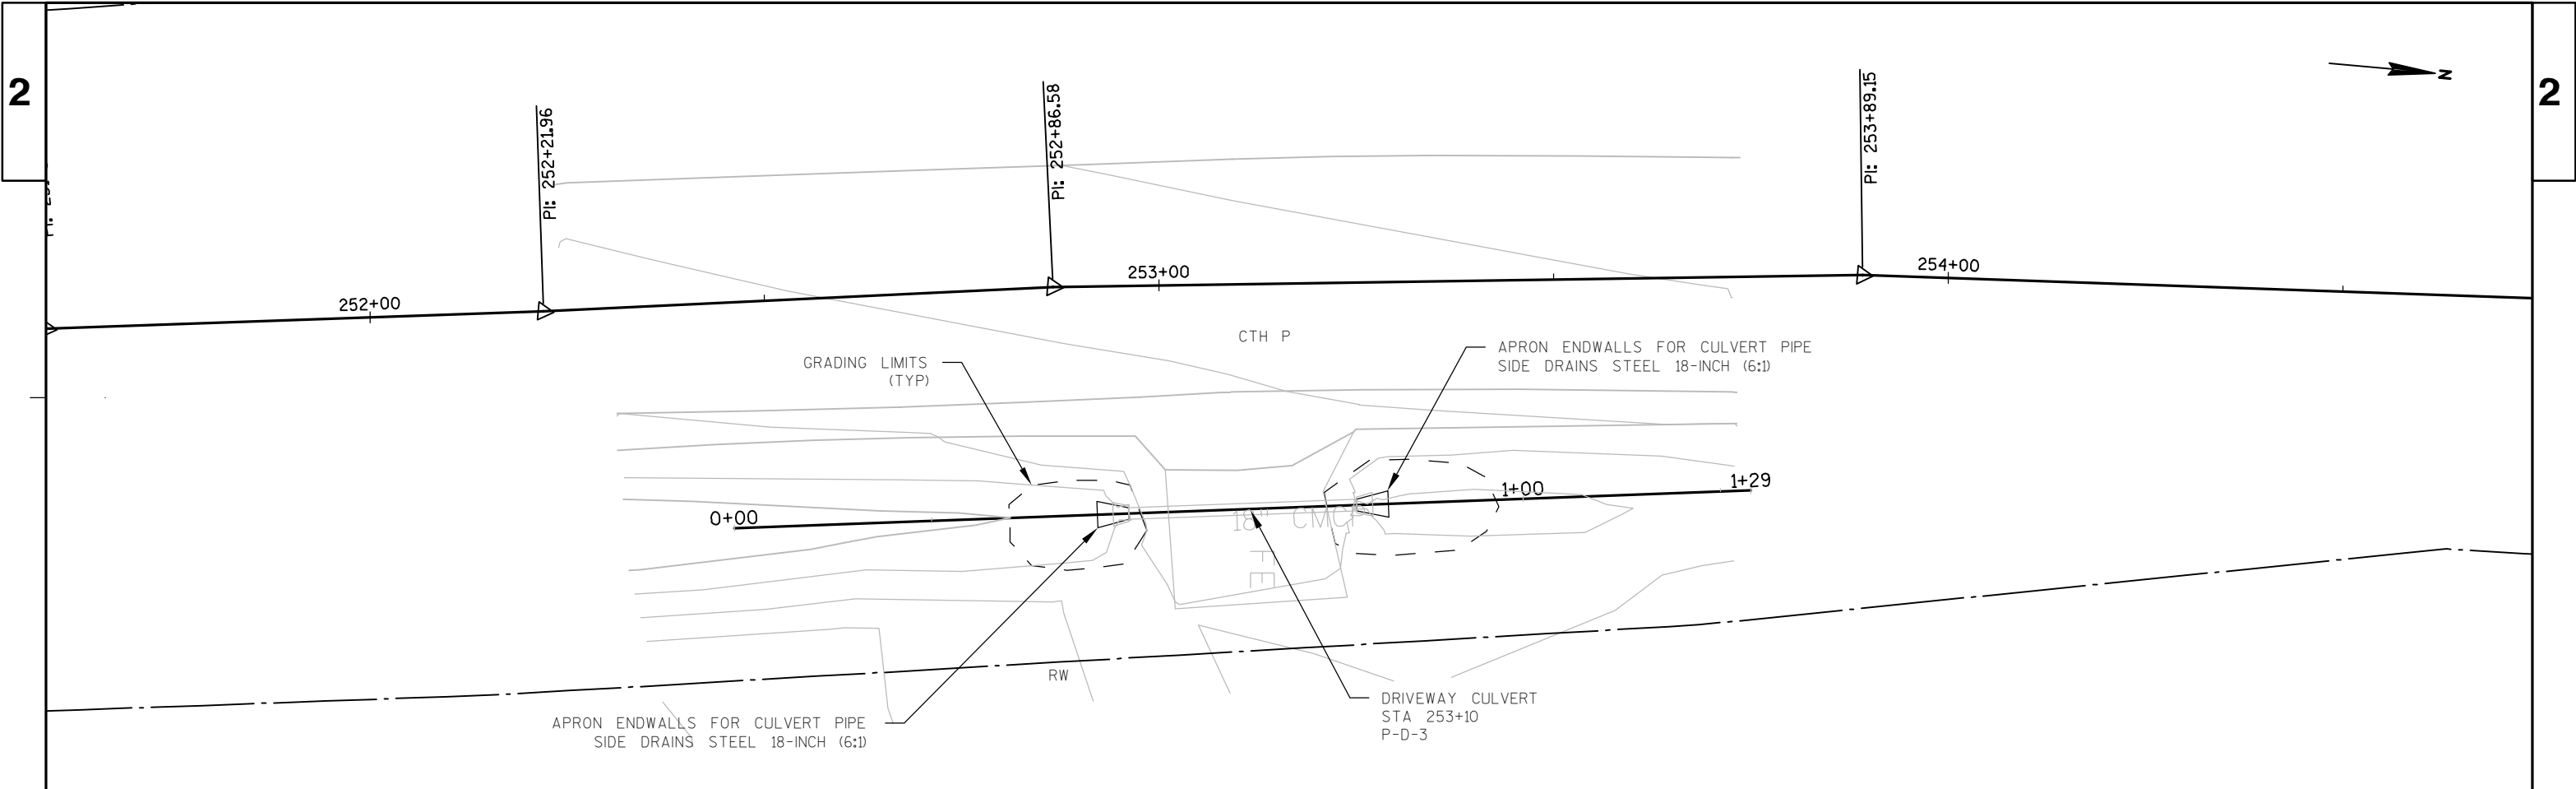 2
2
N
PI: 252+21.96
PI: 252+86.58
PI: 253+89.15
252+00
253+00
254+00
CTH P
GRADING LIMITS
(TYP)
APRON ENDWALLS FOR CULVERT PIPE
SIDE DRAINS STEEL 18-INCH (6:1)
0+00
1+00
1+29
18" CMCP
FE
RW
APRON ENDWALLS FOR CULVERT PIPE
SIDE DRAINS STEEL 18-INCH (6:1)
DRIVEWAY CULVERT
STA 253+10
P-D-3